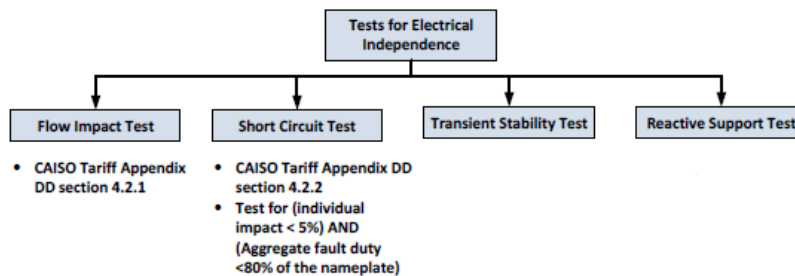 Tests for Electrical
Independence
Flow Impact Test
Short Circuit Test
Transient Stability Test
Reactive Support Test
• CAISO Tariff Appendix
DD section 4.2.1
• CAISO Tariff Appendix DD
section 4.2.2
• Test for (individual
impact < 5%) AND
(Aggregate fault duty
<80% of the nameplate)